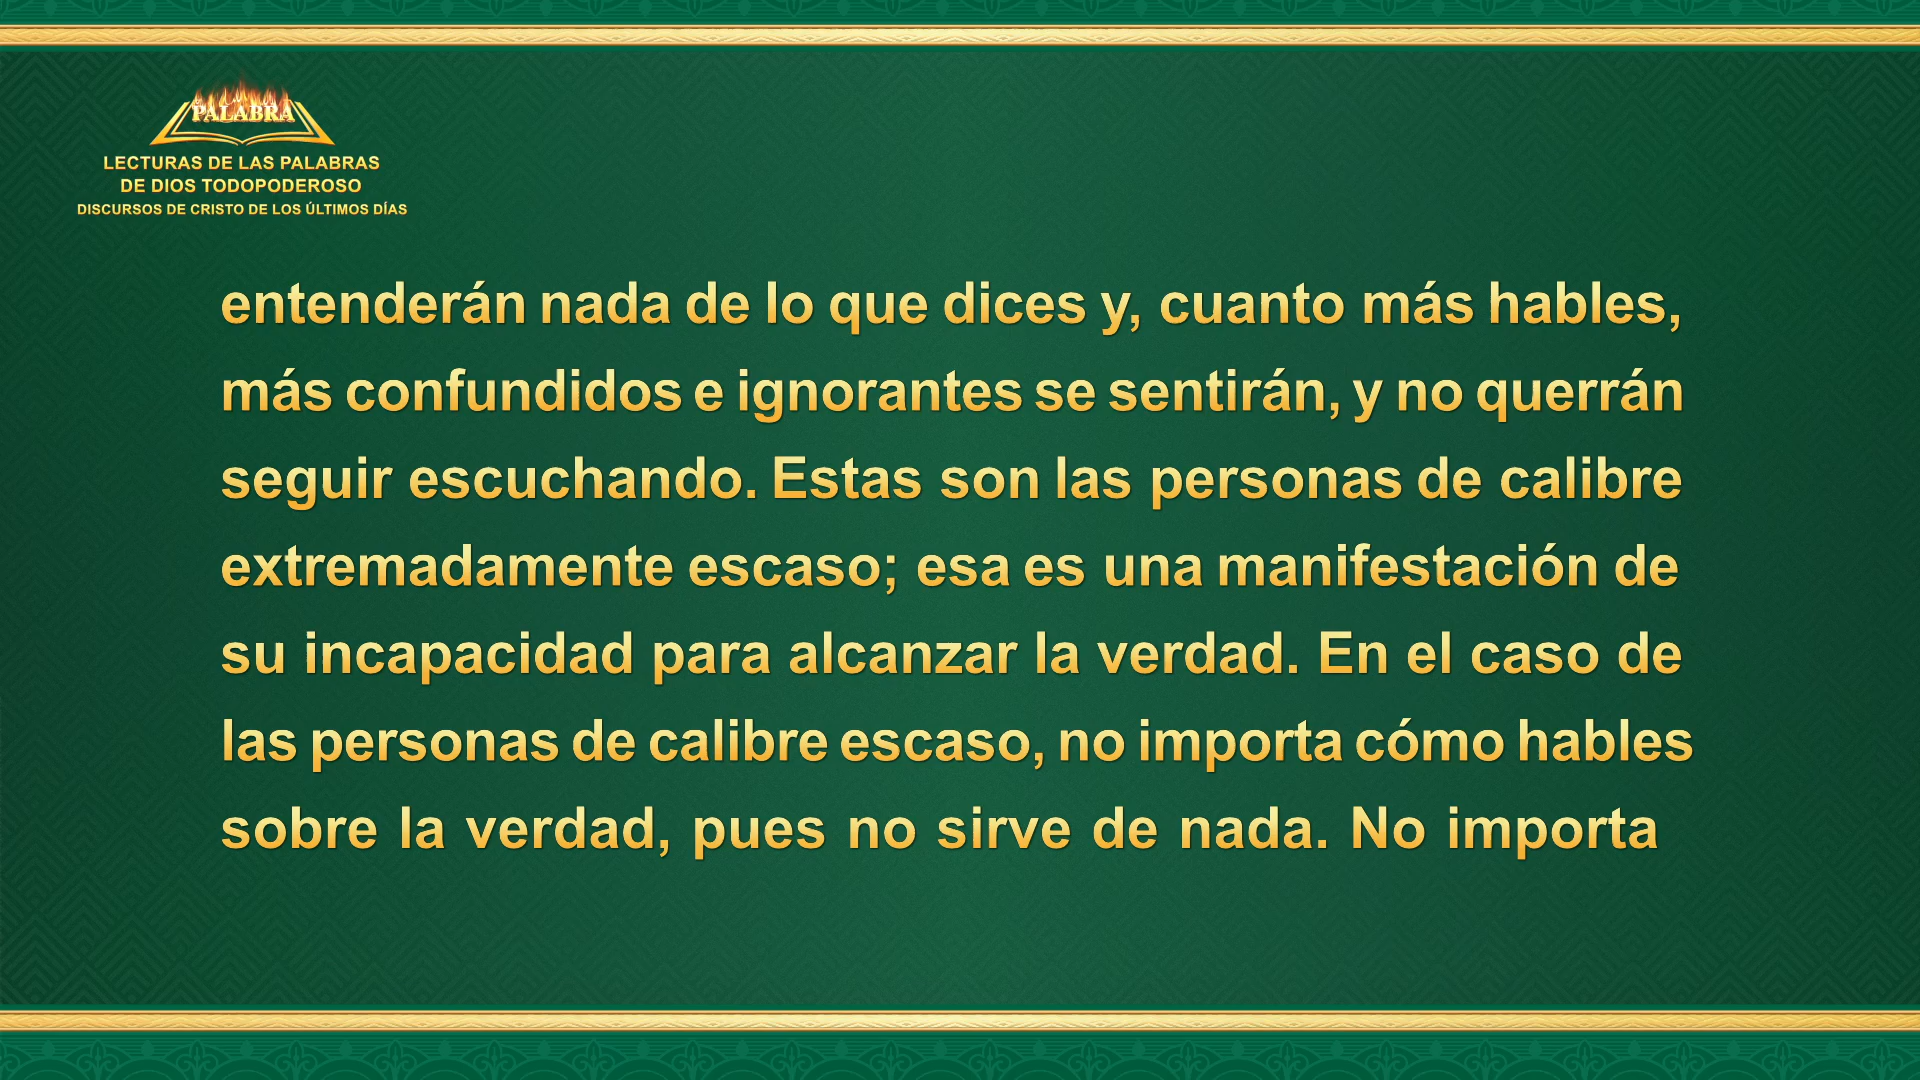 PALABRA
LECTURAS DE LAS PALABRAS
DE DIOS TODOPODEROSO
DISCURSOS DE CRISTO DE LOS ÚLTIMOS DÍAS
entenderán nada de lo que dices y, cuanto más hables,
más confundidos e ignorantes se sentirán, y no querrán
seguir escuchando. Estas son las personas de calibre
extremadamente escaso; esa es una manifestación de
su incapacidad para alcanzar la verdad. En el caso de
las personas de calibre escaso, no importa cómo hables
sobre la verdad, pues no sirve de nada. No importa